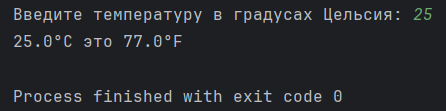 Введите температуру в градусах Цельсия: 25
25.0°C это 77.0°F
Process finished with exit code 0